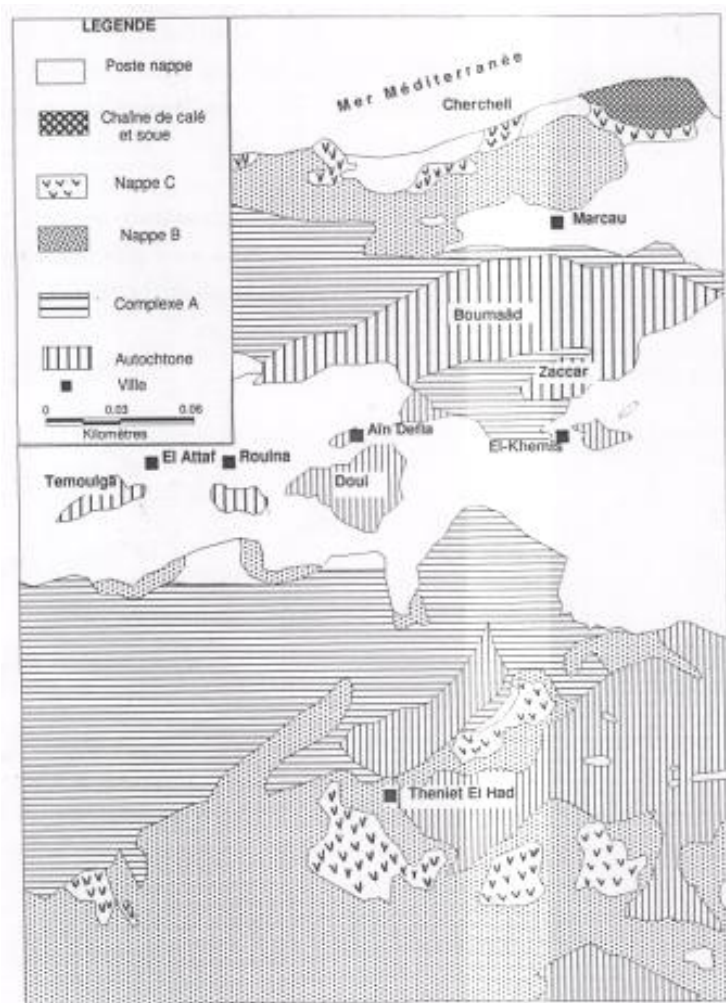 LEGENDE
Poste nappe
Chaîne de calé
et soue
Nappe C
Nappe B
Complexe A
Autochtone
Ville
0 0.03 0.06
Kilomètres
Mer Méditerranée
Cherchell
Marcau
Boumaâd
Zaccar
Aïn Defla
El-Khemis
El Attaf
Rouina
Temoulgâ
Doui
Theniet El Had